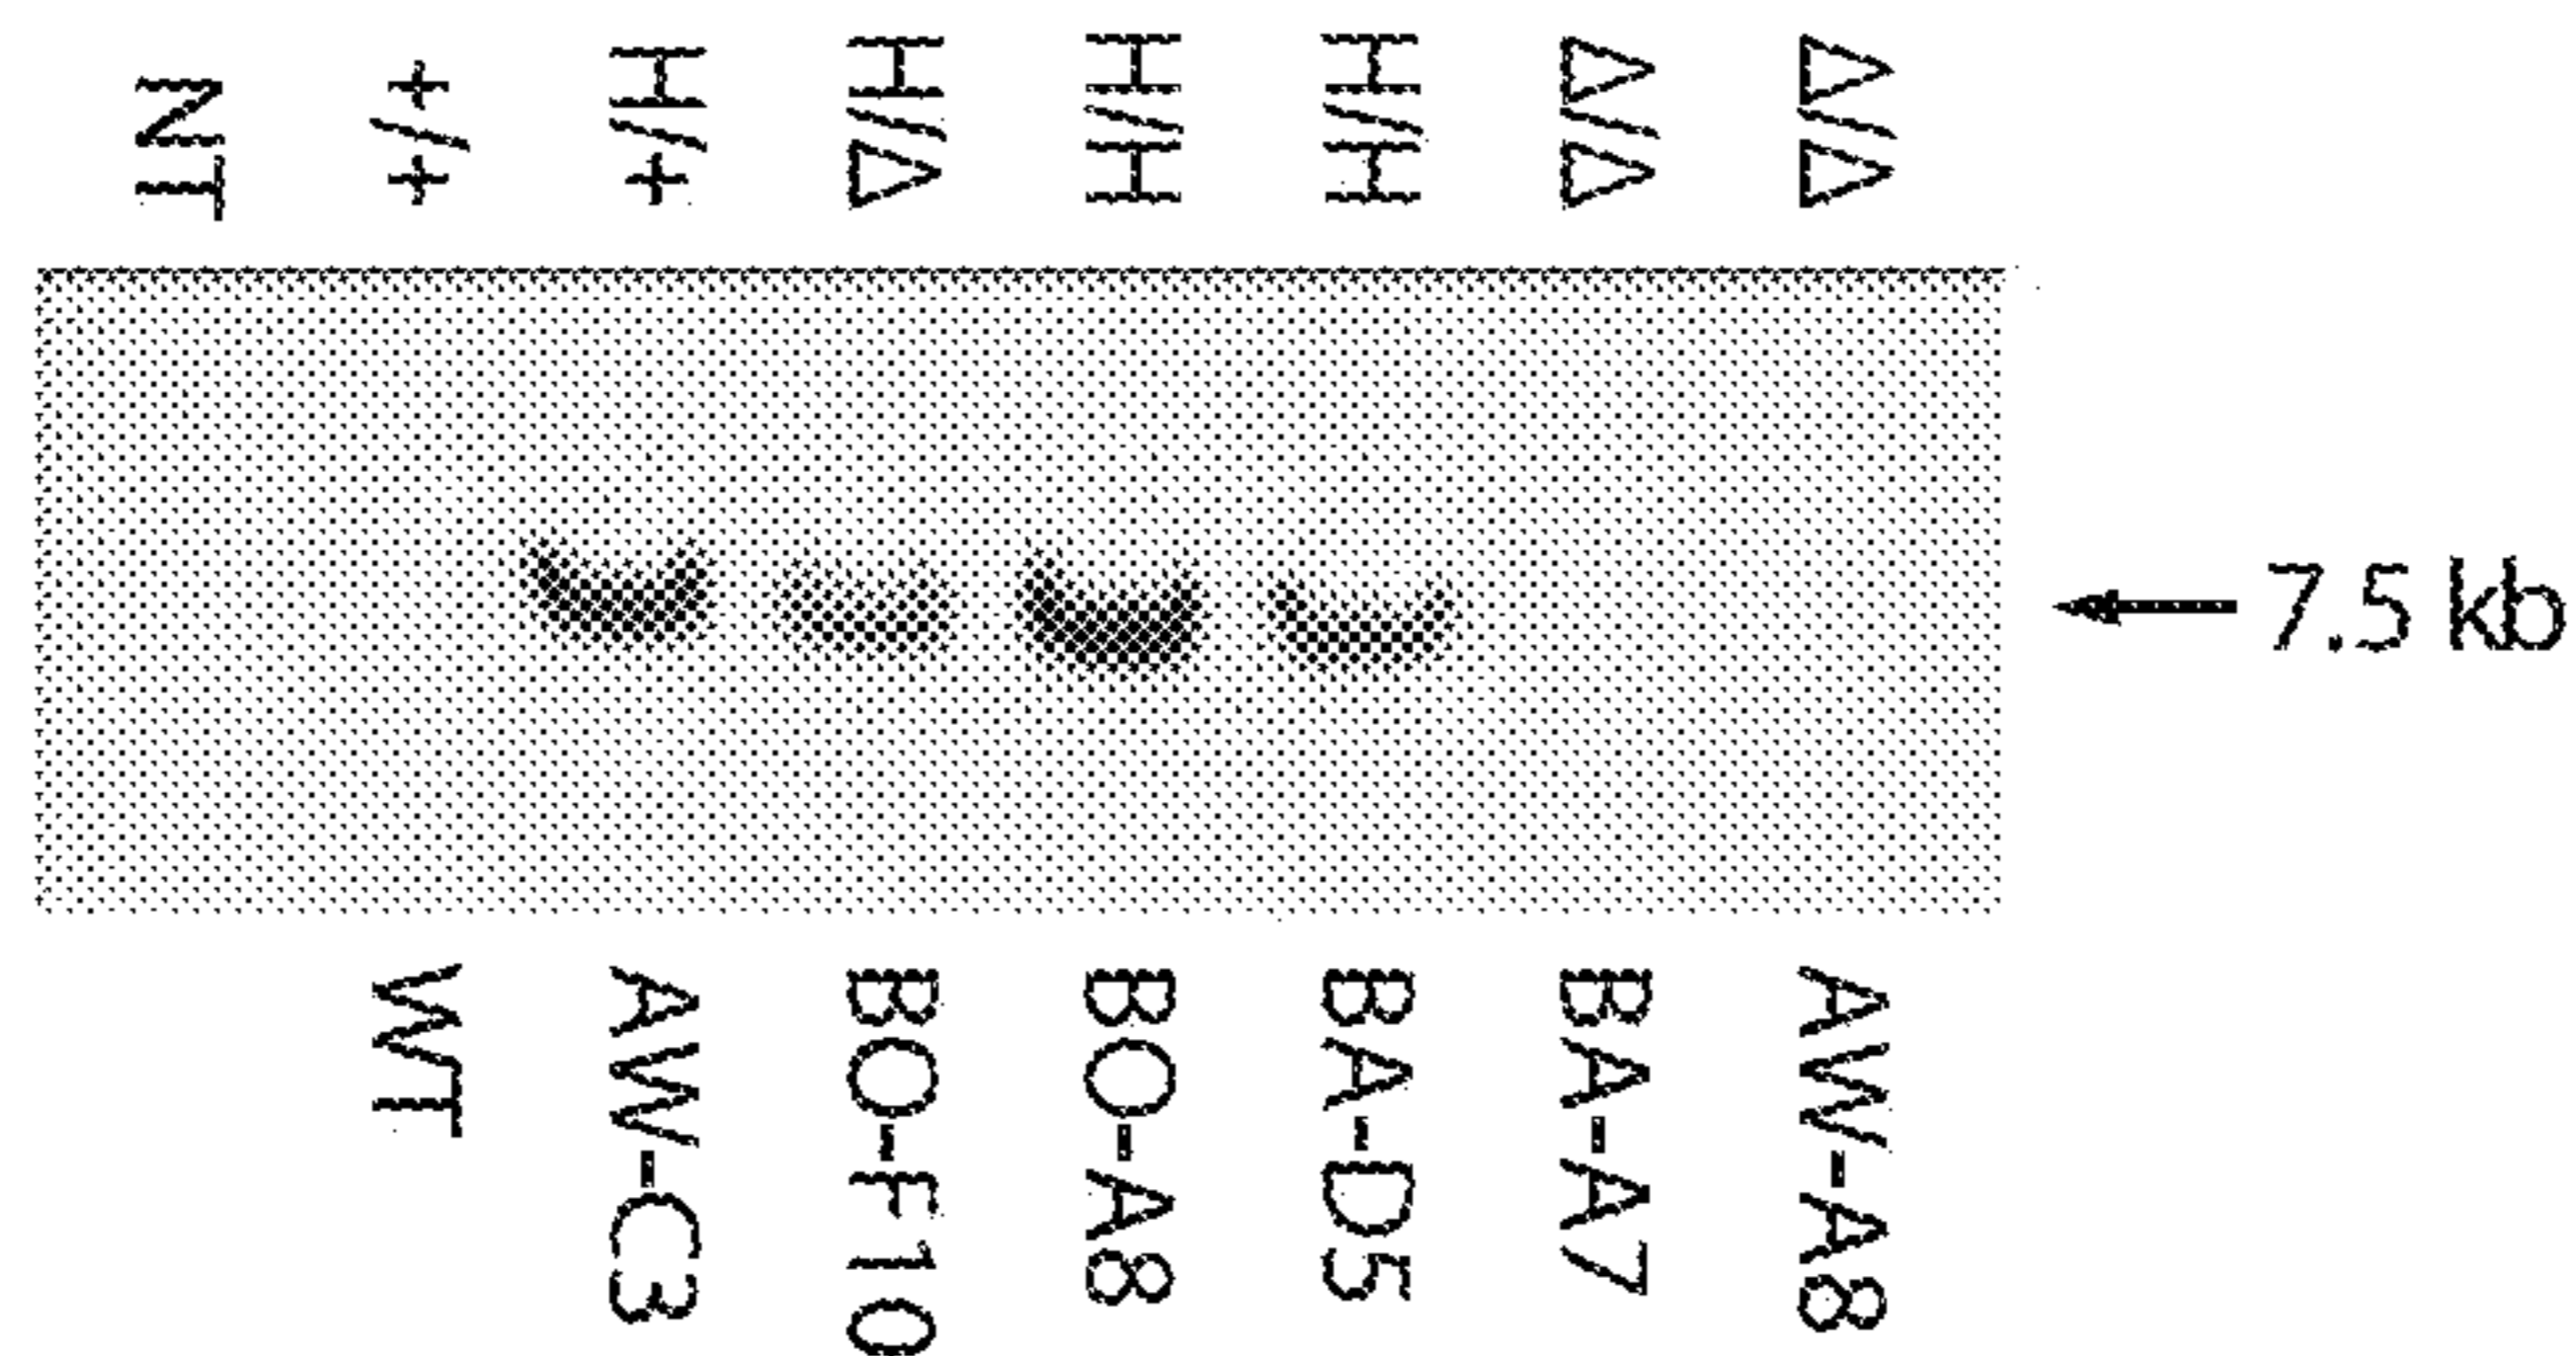 NT
+/+
H/+
H/Δ
H/H
H/H
Δ/Δ
Δ/Δ
7.5 kb
WT
AW-C3
BO-F10
BO-A8
BA-D5
BA-A7
AW-A8